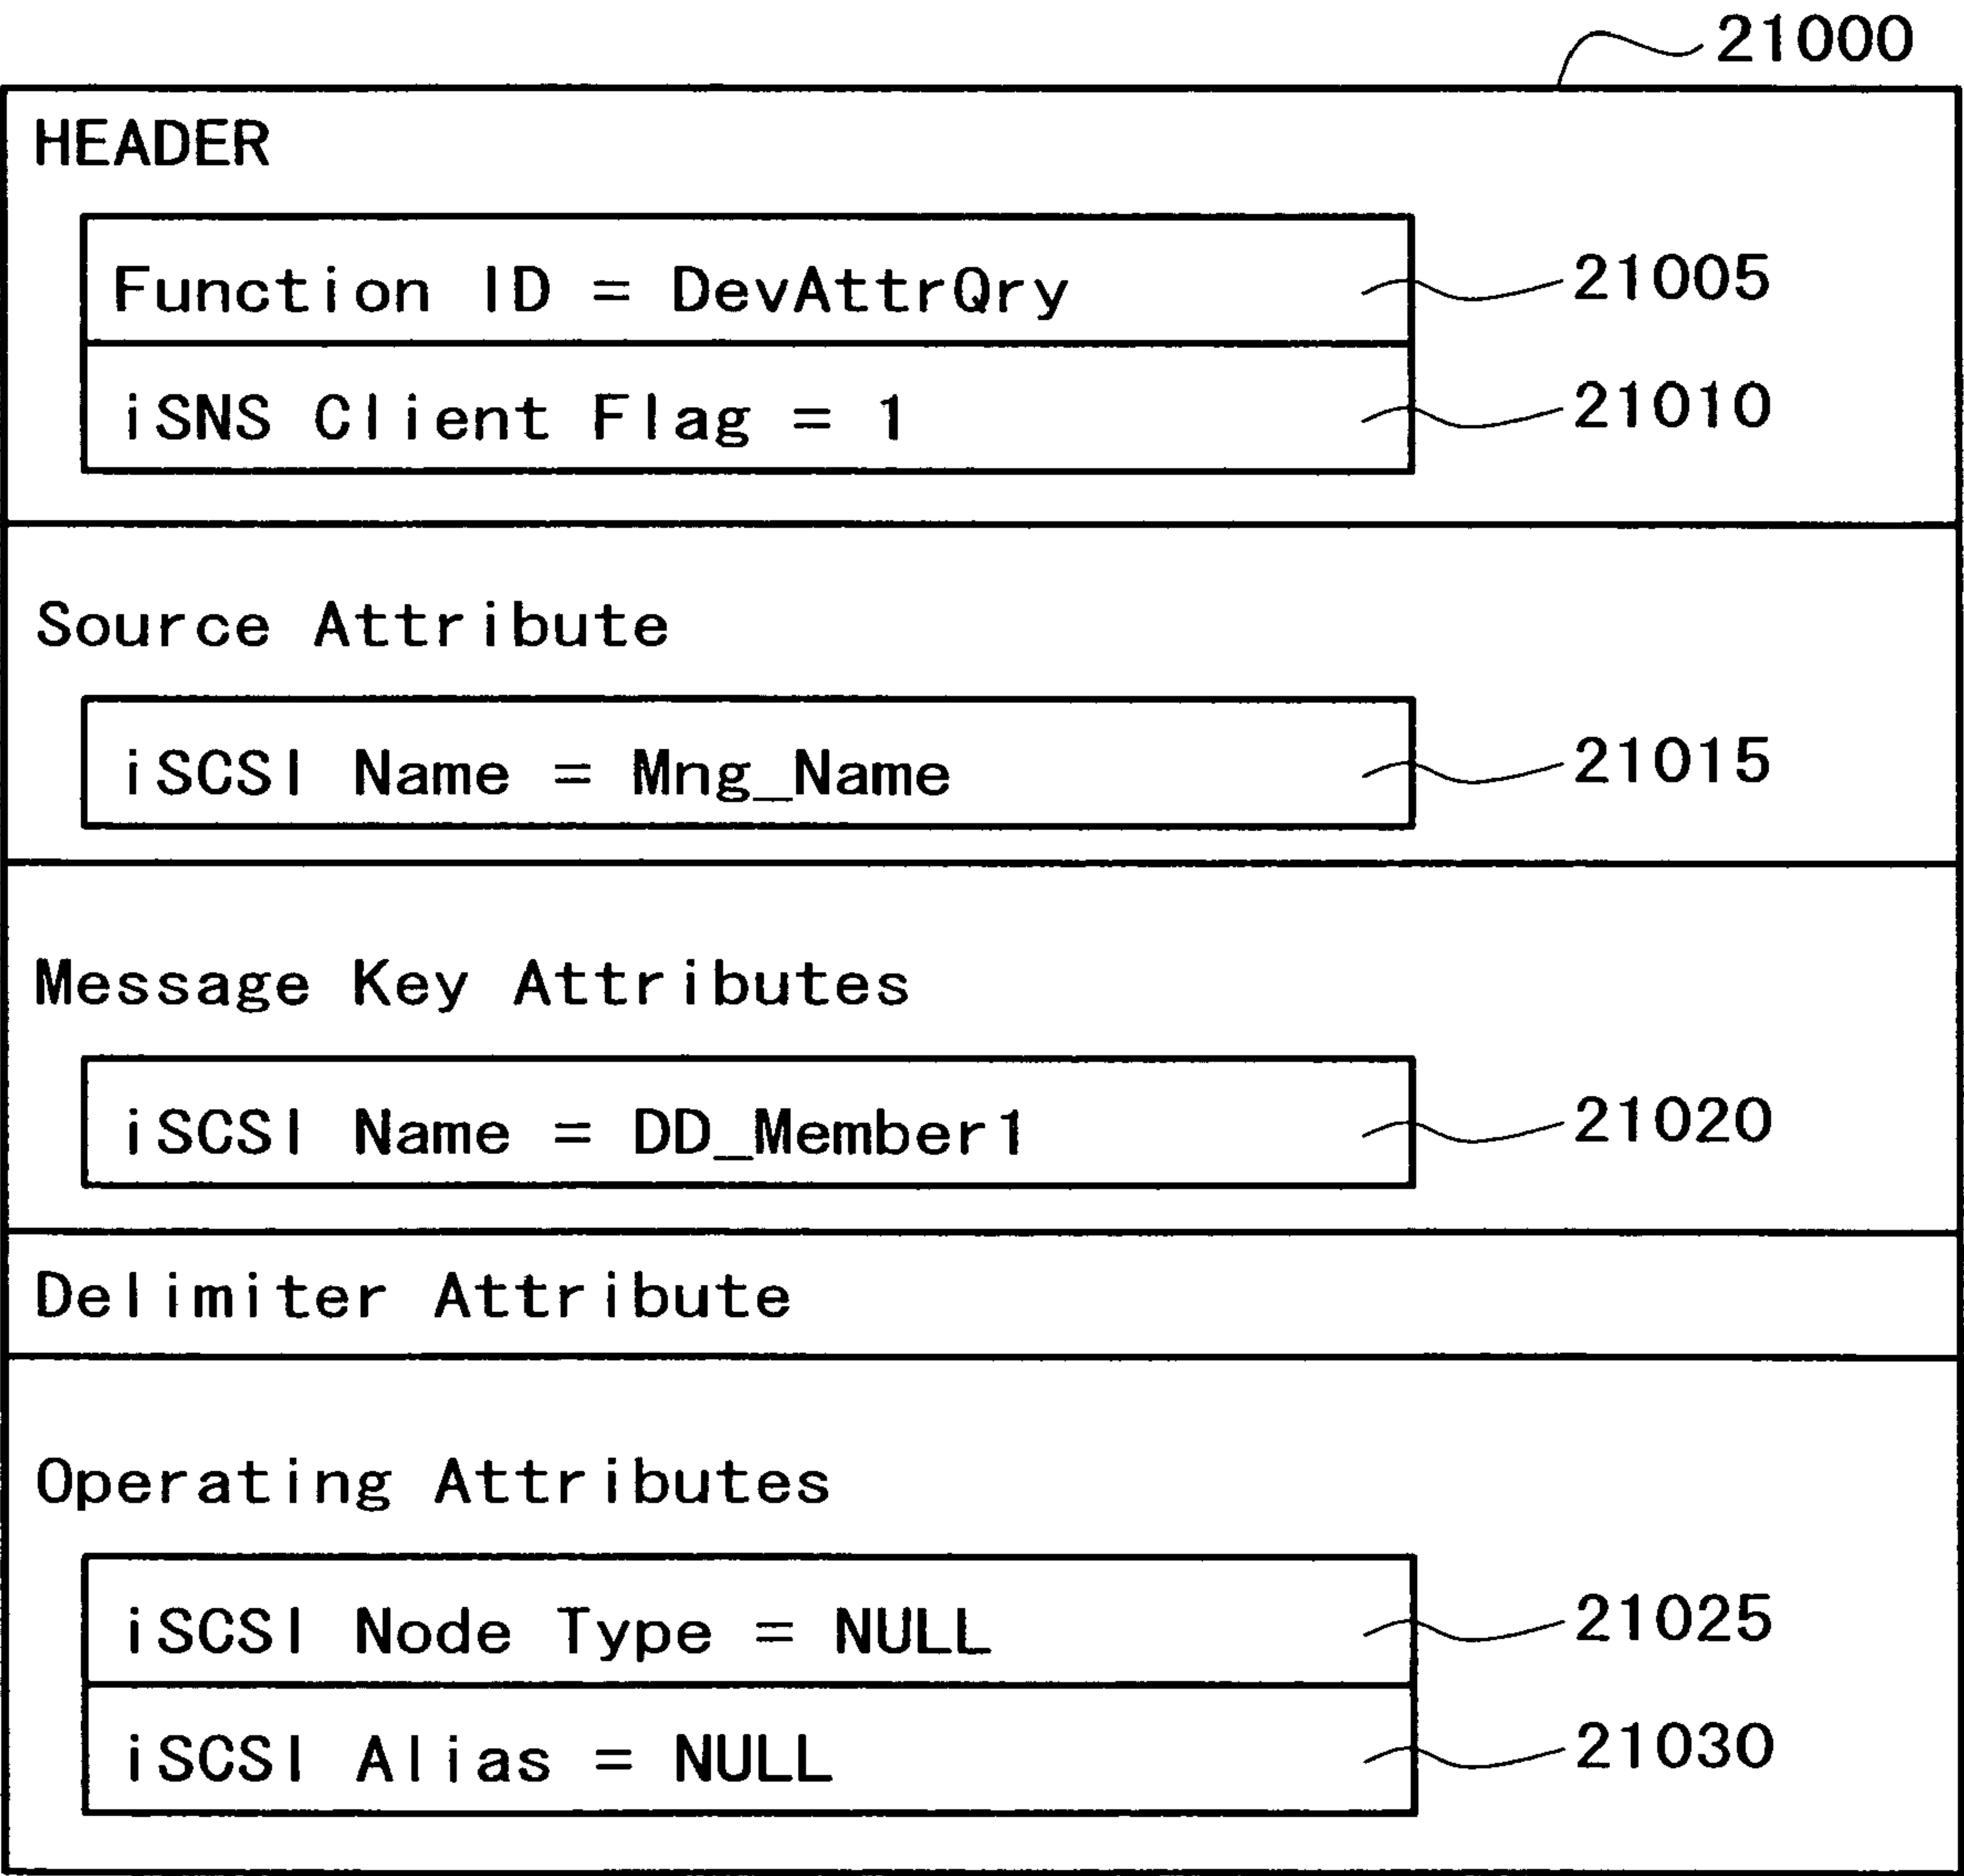 21000
HEADER
Function ID = DevAttrQry 21005
iSNS Client Flag = 1 21010
Source Attribute
iSCSI Name = Mng_Name 21015
Message Key Attributes
iSCSI Name = DD_Member1 21020
Delimiter Attribute
Operating Attributes
iSCSI Node Type = NULL 21025
iSCSI Alias = NULL 21030